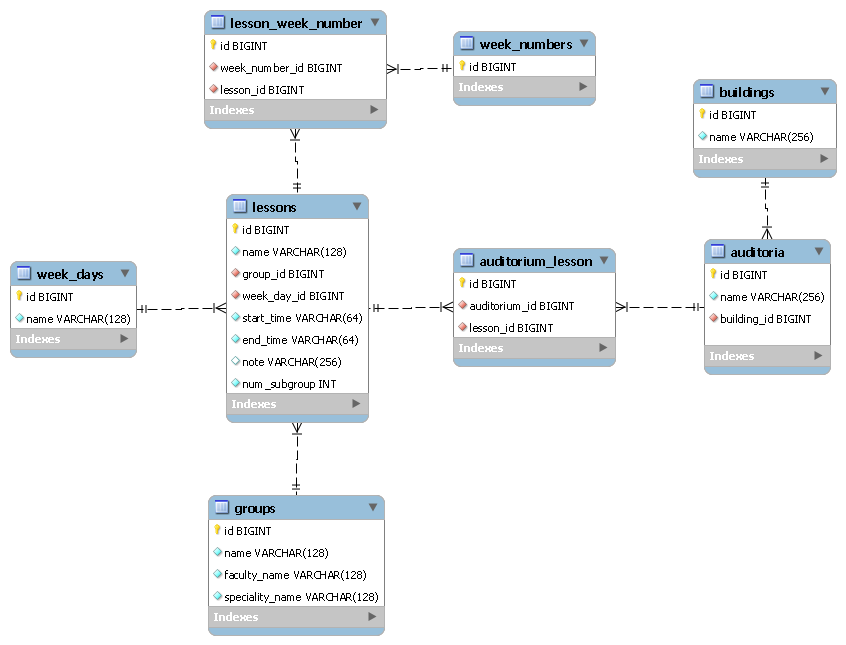 lesson_week_number
id BIGINT
week_number_id BIGINT
lesson_id BIGINT
Indexes
week_numbers
id BIGINT
Indexes
buildings
id BIGINT
name VARCHAR(256)
Indexes
lessons
id BIGINT
name VARCHAR(128)
group_id BIGINT
week_day_id BIGINT
start_time VARCHAR(64)
end_time VARCHAR(64)
note VARCHAR(256)
num_subgroup INT
Indexes
week_days
id BIGINT
name VARCHAR(128)
Indexes
auditorium_lesson
id BIGINT
auditorium_id BIGINT
lesson_id BIGINT
Indexes
auditoria
id BIGINT
name VARCHAR(256)
building_id BIGINT
Indexes
groups
id BIGINT
name VARCHAR(128)
faculty_name VARCHAR(128)
speciality_name VARCHAR(128)
Indexes